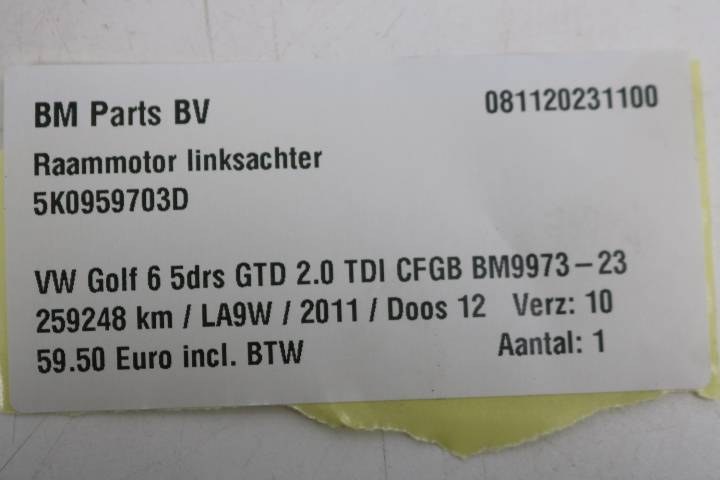 BM Parts BV 081120231100
Raammotor linksachter
5K0959703D
VW Golf 6 5drs GTD 2.0 TDI CFGB BM9973-23
259248 km / LA9W / 2011 / Doos 12 Verz: 10
59.50 Euro incl. BTW Aantal: 1